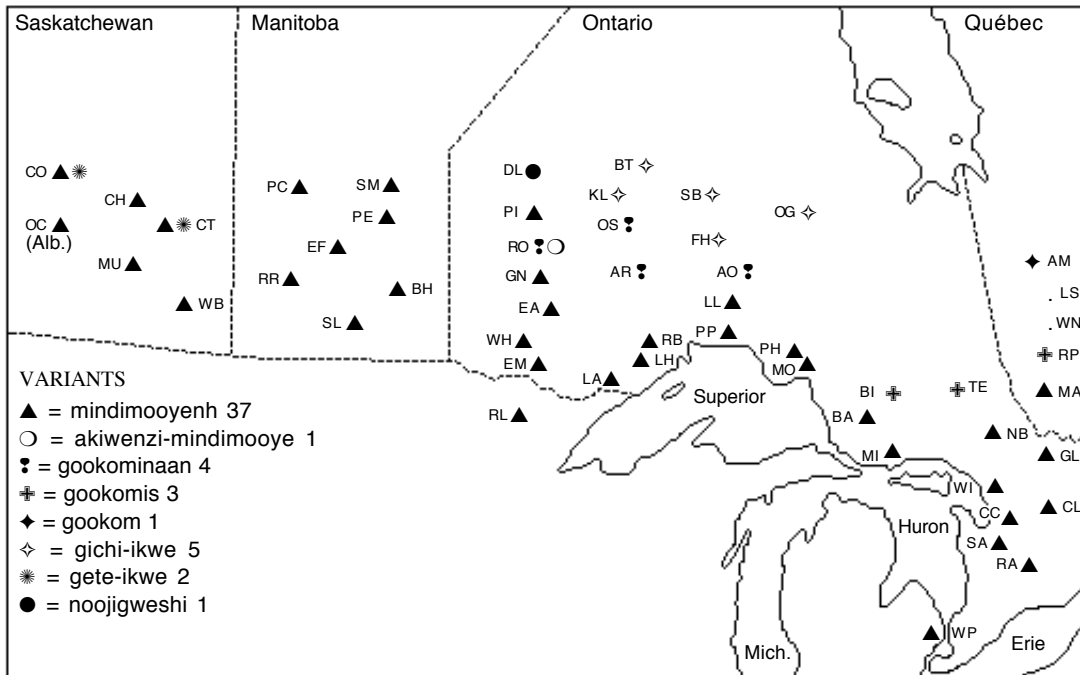 Saskatchewan Manitoba Ontario Québec
CO
CH
OC
(Alb.)
CT
MU
WB
PC
SM
PE
EF
RR
BH
SL
DL
BT
KL
SB
OG
PI
OS
RO
FH
GN
AR
AO
EA
LL
WH
RB
PP
EM
LH
PH
MO
LA
RL
AM
LS
WN
RP
MA
BI
TE
BA
NB
MI
GL
WI
CC
CL
SA
RA
WP
Superior
Huron
Mich.
Erie
VARIANTS
▲ = mindimooyenh 37
❍ = akiwenzi-mindimooye 1
❢ = gookominaan 4
✙ = gookomis 3
✦ = gookom 1
✧ = gichi-ikwe 5
✺ = gete-ikwe 2
● = noojigweshi 1